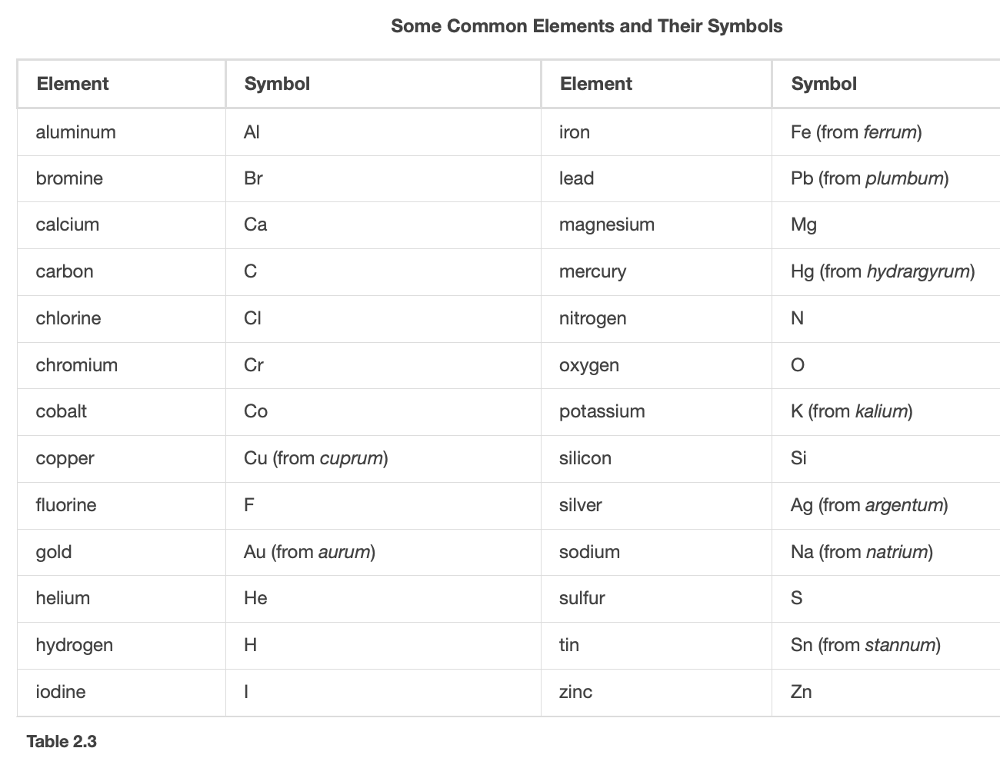 Some Common Elements and Their Symbols
Element Symbol Element Symbol
aluminum Al iron Fe (from ferrum)
bromine Br lead Pb (from plumbum)
calcium Ca magnesium Mg
carbon C mercury Hg (from hydrargyrum)
chlorine Cl nitrogen N
chromium Cr oxygen O
cobalt Co potassium K (from kalium)
copper Cu (from cuprum) silicon Si
fluorine F silver Ag (from argentum)
gold Au (from aurum) sodium Na (from natrium)
helium He sulfur S
hydrogen H tin Sn (from stannum)
iodine I zinc Zn
Table 2.3